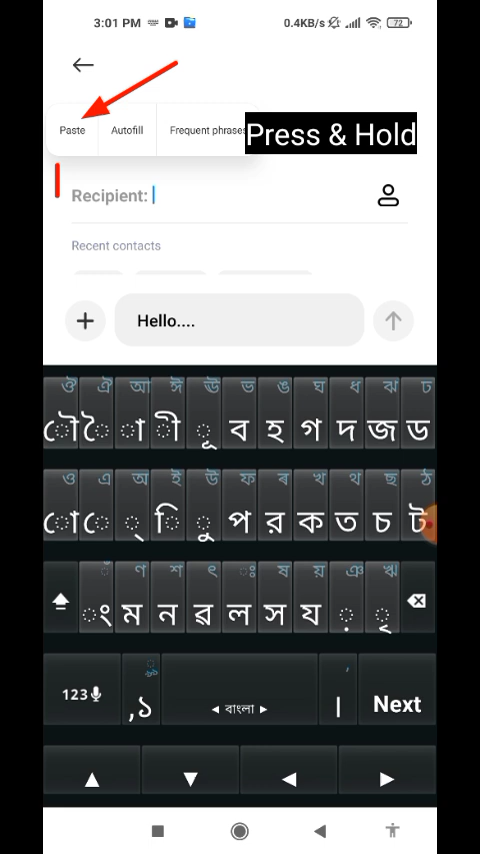 3:01 PM 0.4KB/s 72
Paste Autofill Frequent phrases
Press & Hold
Recipient:
Recent contacts
Hello....
ঔ ঐ আ ঈ ঊ ভ ঙ ঘ ধ ঝ ঢ
ৌ ৈ া ী ূ ব হ গ দ জ ড
ও এ অ ই উ ফ ৰ খ থ ছ ঠ
ো ে ্ ি ু প র ক ত চ ট
ঁ ণ শ ৎ ঃ ষ য় ঞ ঋ
ং ম ন ৱ ল স য ় ৃ
123 ,১ ◂ বাংলা ▸ । Next